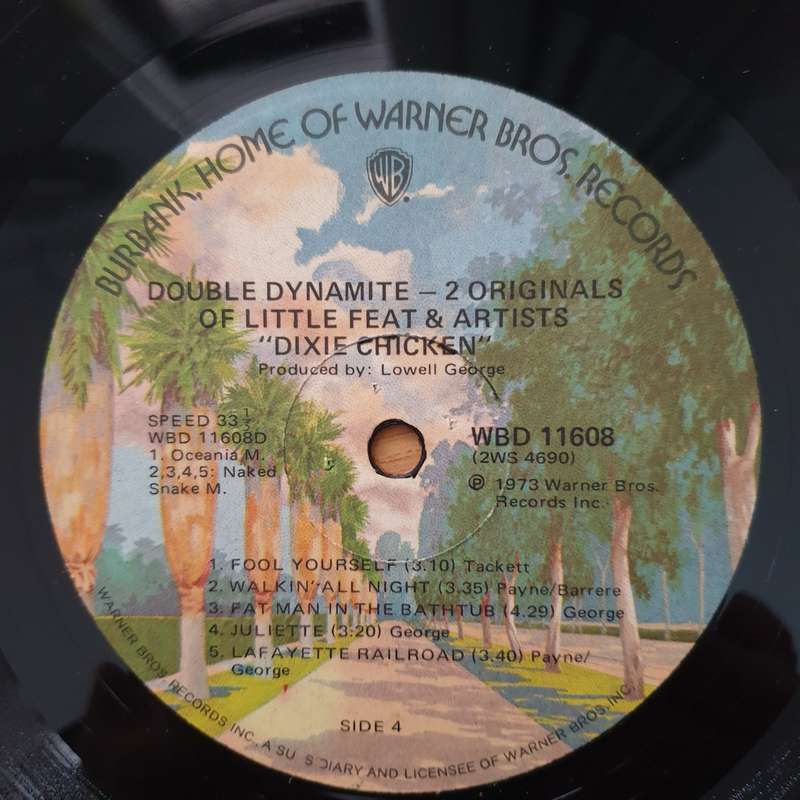 BURBANK, HOME OF WARNER BROS. RECORDS
WB
DOUBLE DYNAMITE – 2 ORIGINALS
OF LITTLE FEAT & ARTISTS
"DIXIE CHICKEN"
Produced by: Lowell George
SPEED 33 1/3
WBD 11608D
1. Oceania M.
2,3,4,5: Naked
Snake M.
WBD 11608
(2WS 4690)
℗ 1973 Warner Bros.
Records Inc.
1. FOOL YOURSELF (3.10) Tackett
2. WALKIN' ALL NIGHT (3.35) Payne/Barrere
3. FAT MAN IN THE BATHTUB (4.29) George
4. JULIETTE (3:20) George
5. LAFAYETTE RAILROAD (3.40) Payne/
George
SIDE 4
WARNER BROS. RECORDS INC., A SU S DIARY AND LICENSEE OF WARNER BROS. INC.